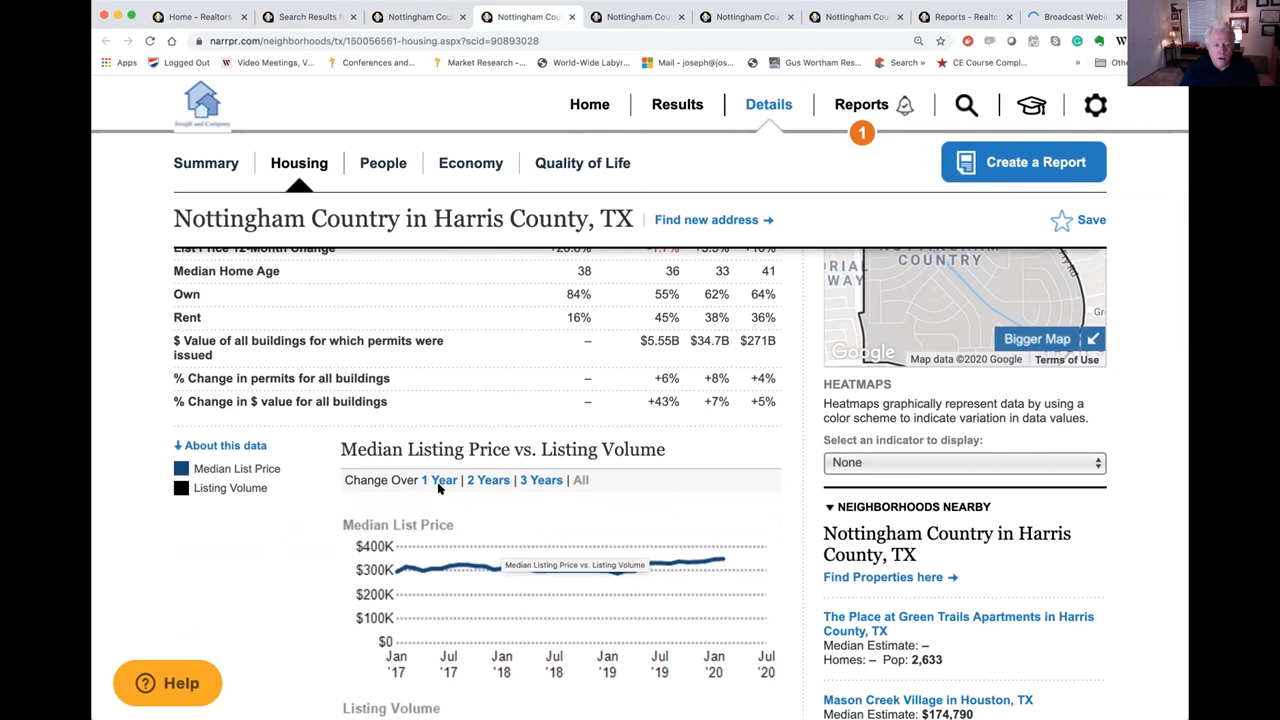 Home - Realtors
Search Results f
Nottingham Cou
Nottingham Cou
Nottingham Cou
Nottingham Cou
Nottingham Cou
Reports - Realto
Broadcast Webi
narrpr.com/neighborhoods/tx/150056561-housing.aspx?scid=90893028
Apps
Logged Out
Video Meetings, V...
Conferences and...
Market Research -...
World-Wide Labyr...
Mail - joseph@jos...
Gus Wortham Res...
Search »
CE Course Compl...
»
Joseph and Company
Home
Results
Details
Reports
1
Summary
Housing
People
Economy
Quality of Life
Create a Report
Nottingham Country in Harris County, TX
Find new address
Save
List Price 12-Month Change
Median Home Age 38 36 33 41
Own 84% 55% 62% 64%
Rent 16% 45% 38% 36%
$ Value of all buildings for which permits were – $5.55B $34.7B $271B
issued
% Change in permits for all buildings – +6% +8% +4%
% Change in $ value for all buildings – +43% +7% +5%
About this data
Median List Price
Listing Volume
Median Listing Price vs. Listing Volume
Change Over 1 Year | 2 Years | 3 Years | All
Median List Price
$400K
$300K
$200K
$100K
$0
Median Listing Price vs. Listing Volume
Jan Jul Jan Jul Jan Jul Jan Jul
'17 '17 '18 '18 '19 '19 '20 '20
Listing Volume
Help
NOTTINGHAM
COUNTRY
Bigger Map
Google
Map data ©2020 Google
Terms of Use
HEATMAPS
Heatmaps graphically represent data by using a
color scheme to indicate variation in data values.
Select an indicator to display:
None
NEIGHBORHOODS NEARBY
Nottingham Country in Harris
County, TX
Find Properties here
The Place at Green Trails Apartments in Harris
County, TX
Median Estimate: –
Homes: – Pop: 2,633
Mason Creek Village in Houston, TX
Median Estimate: $174,790